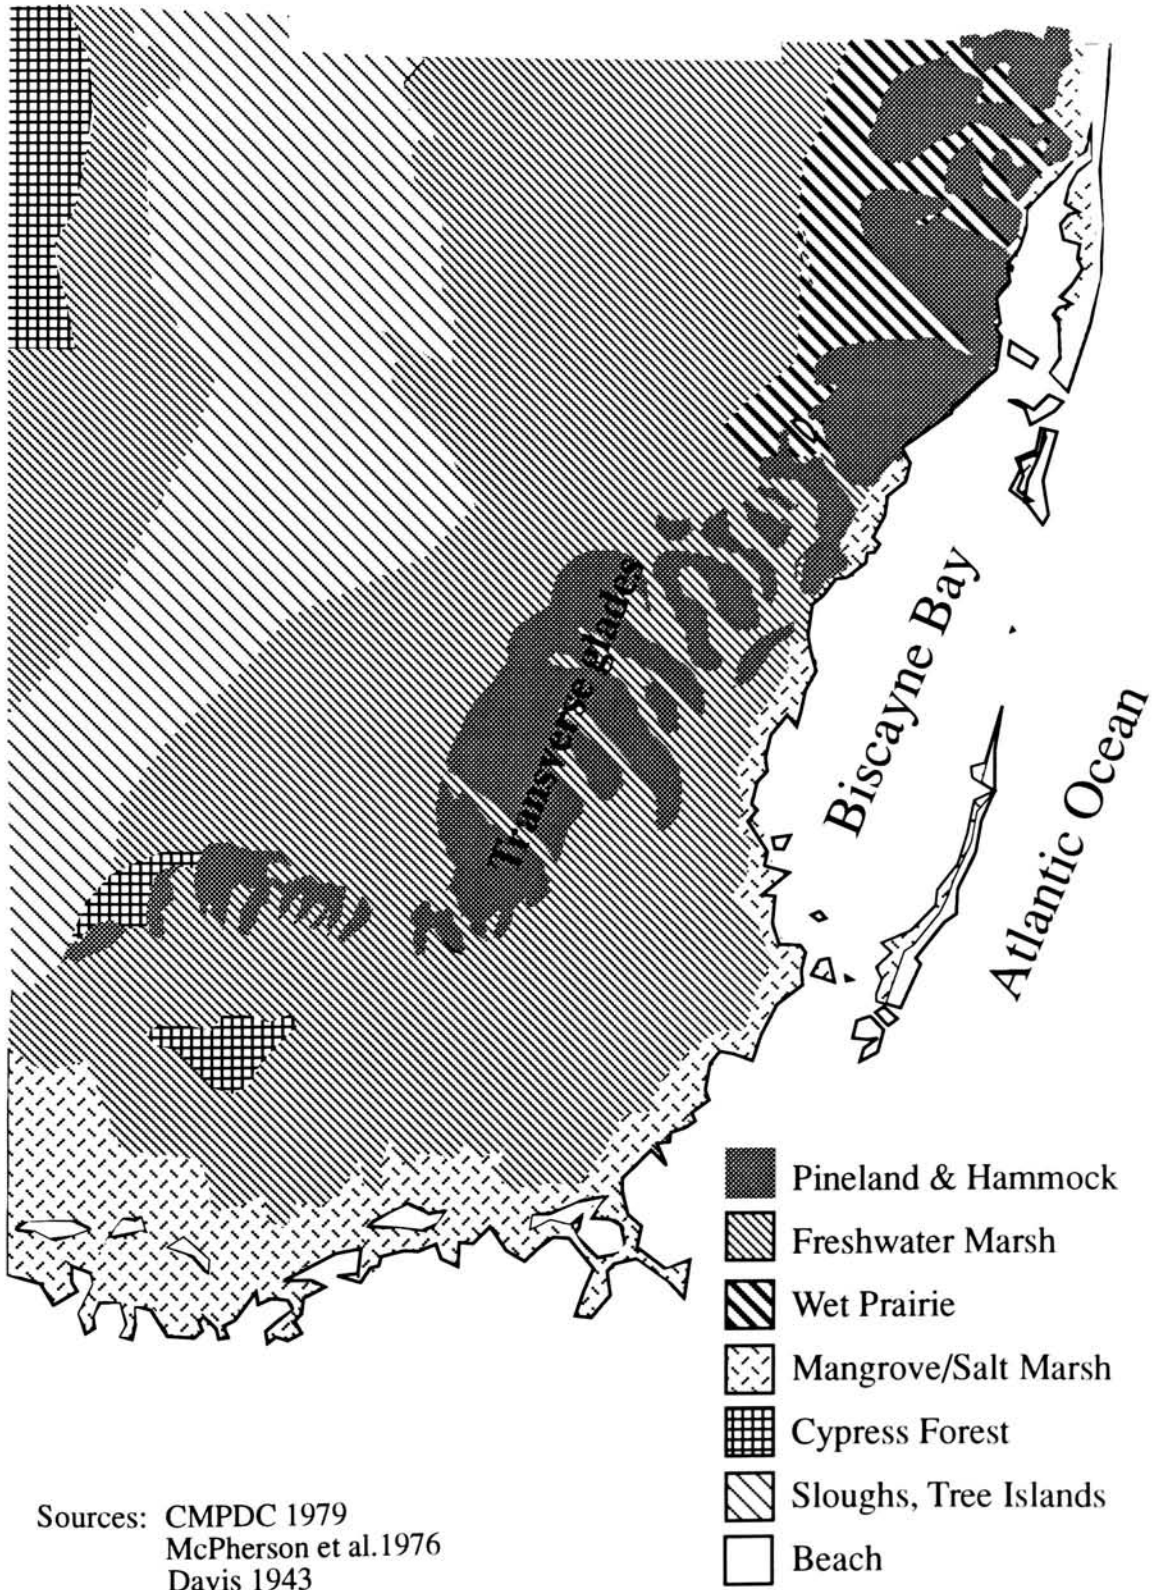 Transverse glades
Biscayne Bay
Atlantic Ocean
Pineland & Hammock
Freshwater Marsh
Wet Prairie
Mangrove/Salt Marsh
Cypress Forest
Sloughs, Tree Islands
Beach
Sources: CMPDC 1979
McPherson et al.1976
Davis 1943